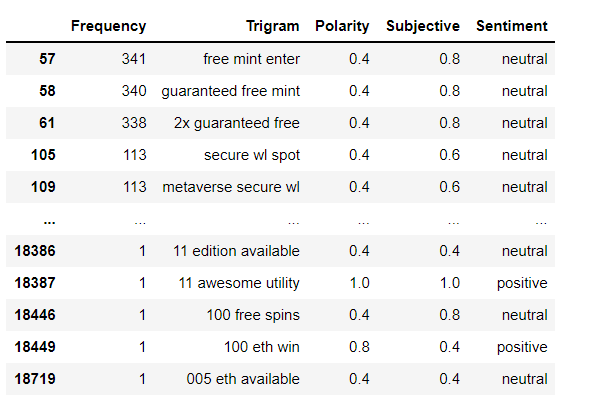 Frequency Trigram Polarity Subjective Sentiment
57 341 free mint enter 0.4 0.8 neutral
58 340 guaranteed free mint 0.4 0.8 neutral
61 338 2x guaranteed free 0.4 0.8 neutral
105 113 secure wl spot 0.4 0.6 neutral
109 113 metaverse secure wl 0.4 0.6 neutral
... ... ... ... ... ...
18386 1 11 edition available 0.4 0.4 neutral
18387 1 11 awesome utility 1.0 1.0 positive
18446 1 100 free spins 0.4 0.8 neutral
18449 1 100 eth win 0.8 0.4 positive
18719 1 005 eth available 0.4 0.4 neutral